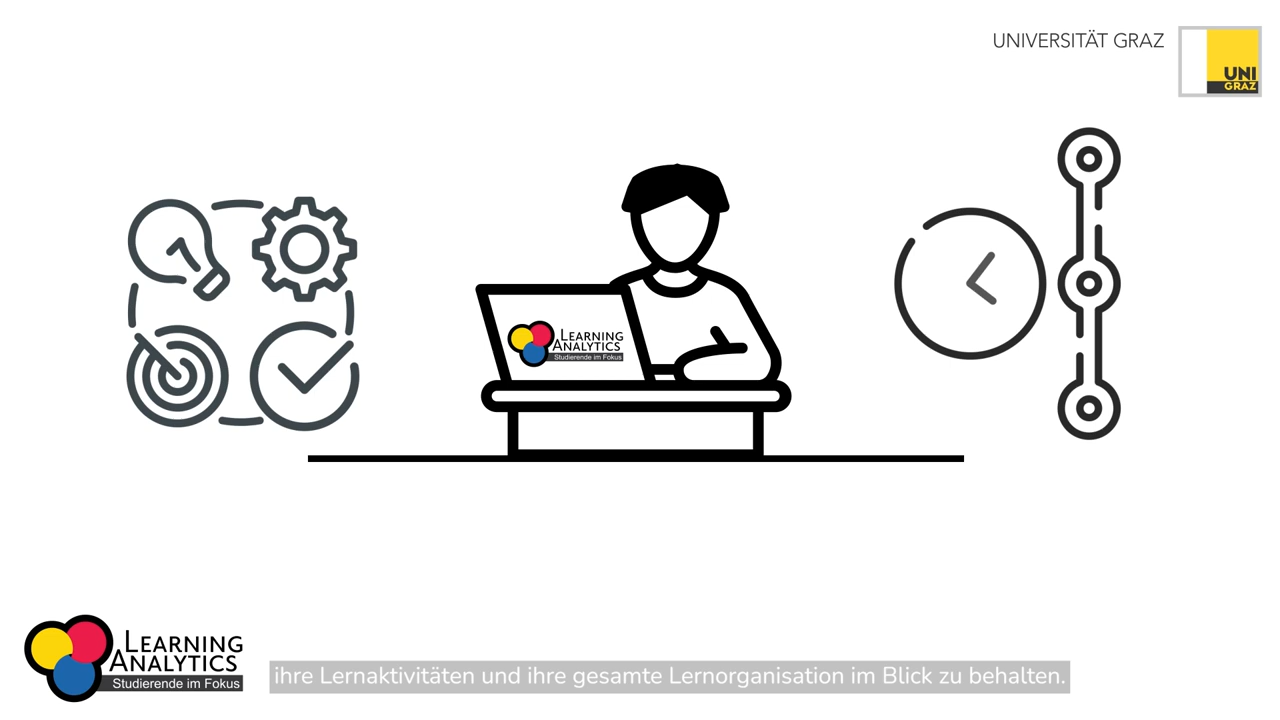 UNIVERSITÄT GRAZ
UNI
GRAZ
LEARNING
ANALYTICS
Studierende im Fokus
LEARNING
ANALYTICS
Studierende im Fokus
ihre Lernaktivitäten und ihre gesamte Lernorganisation im Blick zu behalten.